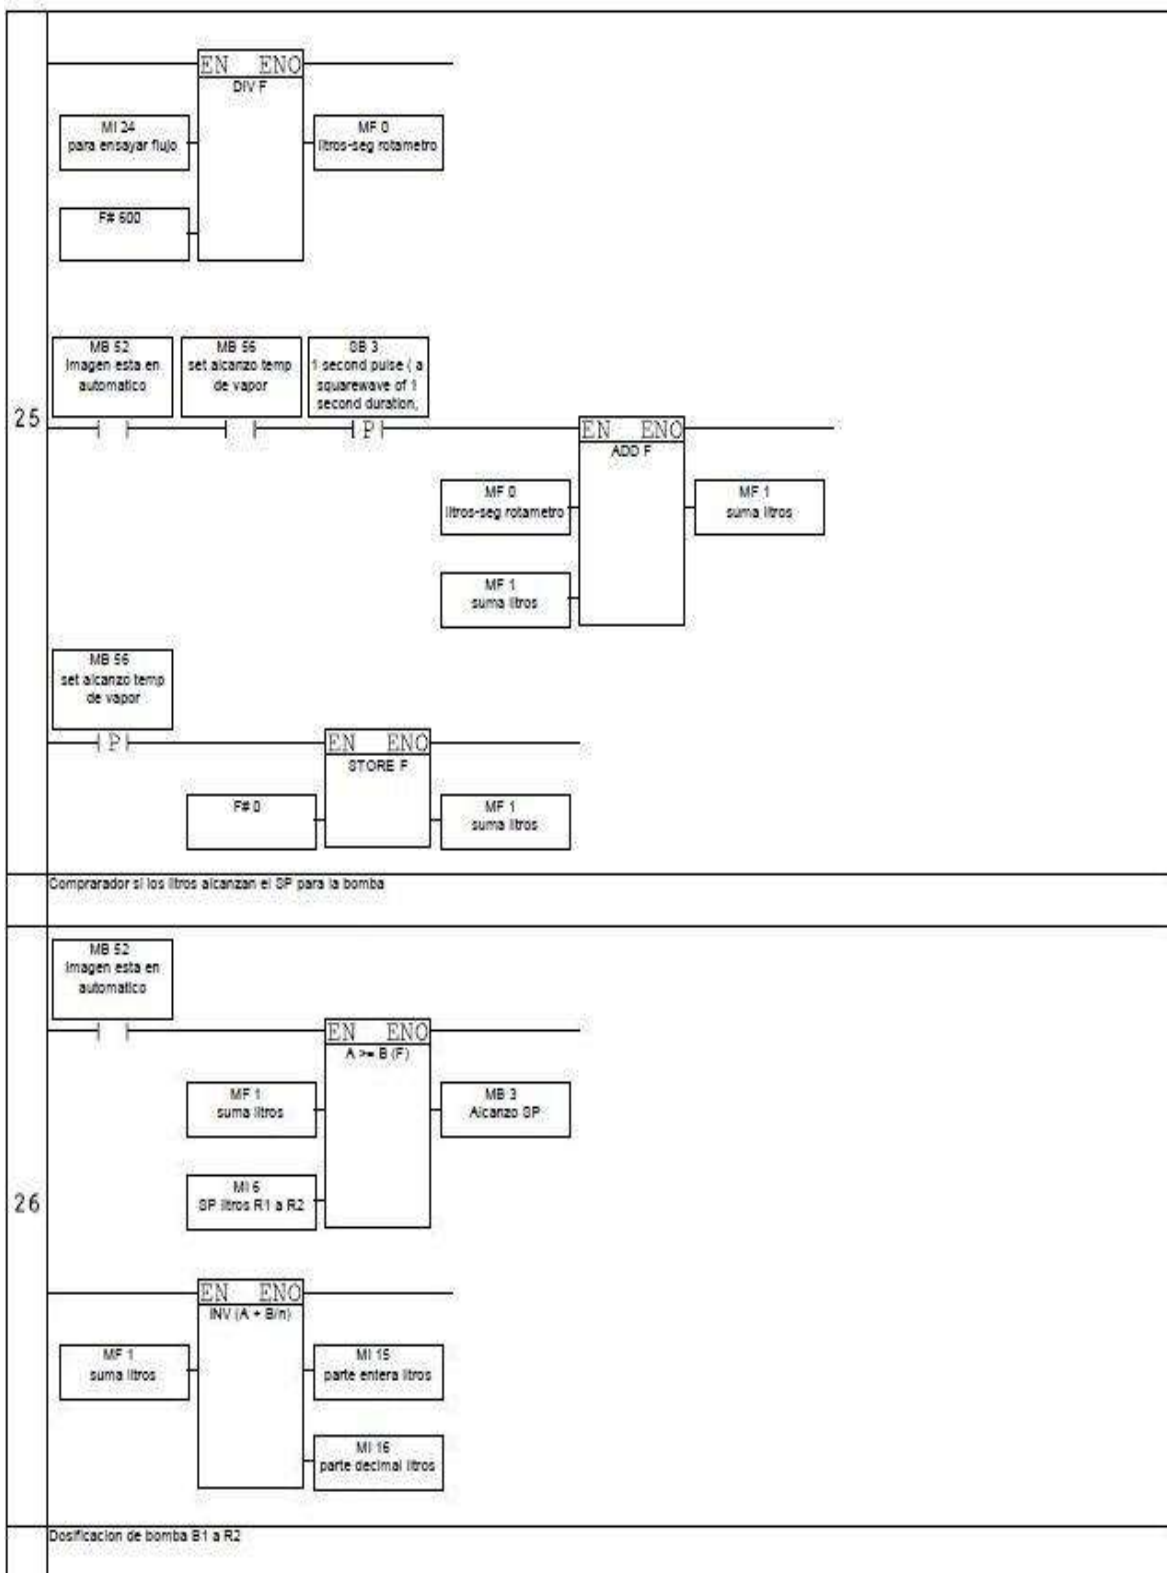 EN ENO
DIV F
MI 24
para ensayar flujo
MF 0
litros-seg rotametro
F# 600
25
MB 52
Imagen esta en
automatico
MB 56
set alcanzo temp
de vapor
SB 3
1 second pulse ( a
squarewave of 1
second duration,
P
EN ENO
ADD F
MF 0
litros-seg rotametro
MF 1
suma litros
MF 1
suma litros
MB 56
set alcanzo temp
de vapor
P
EN ENO
STORE F
F# 0
MF 1
suma litros
Comprarador si los litros alcanzan el SP para la bomba
26
MB 52
Imagen esta en
automatico
EN ENO
A >= B (F)
MF 1
suma litros
MB 3
Alcanzo SP
MI 6
SP litros R1 a R2
EN ENO
INV (A + B/n)
MF 1
suma litros
MI 15
parte entera litros
MI 16
parte decimal litros
Dosificacion de bomba B1 a R2